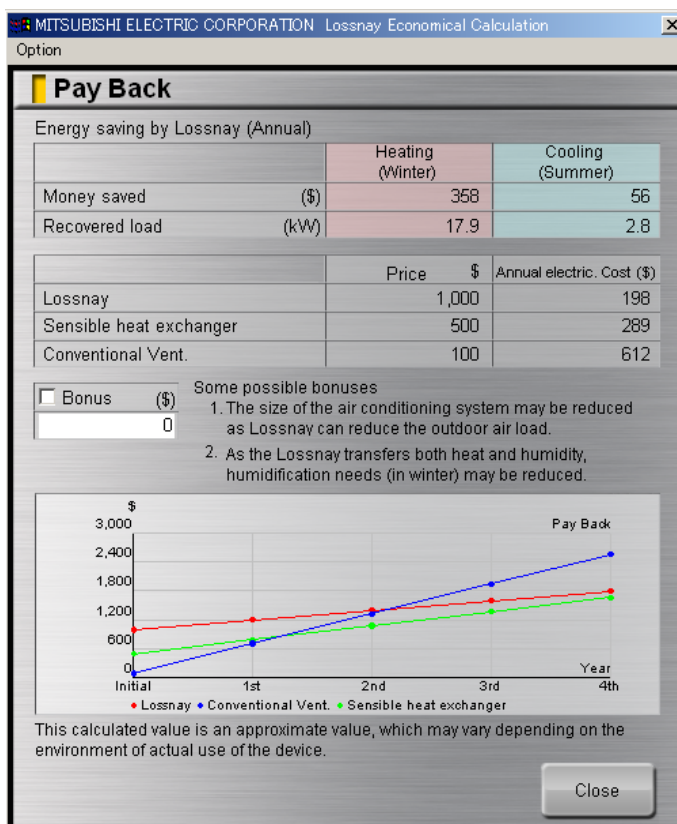 MITSUBISHI ELECTRIC CORPORATION Lossnay Economical Calculation
Option
Pay Back
Energy saving by Lossnay (Annual)
Heating (Winter) Cooling (Summer)
Money saved ($) 358 56
Recovered load (kW) 17.9 2.8
Price $ Annual electric. Cost ($)
Lossnay 1,000 198
Sensible heat exchanger 500 289
Conventional Vent. 100 612
Bonus ($)
0
Some possible bonuses
1. The size of the air conditioning system may be reduced
as Lossnay can reduce the outdoor air load.
2. As the Lossnay transfers both heat and humidity,
humidification needs (in winter) may be reduced.
$
3,000 Pay Back
2,400
1,800
1,200
600
0 Year
Initial 1st 2nd 3rd 4th
Lossnay Conventional Vent. Sensible heat exchanger
This calculated value is an approximate value, which may vary depending on the
environment of actual use of the device.
Close